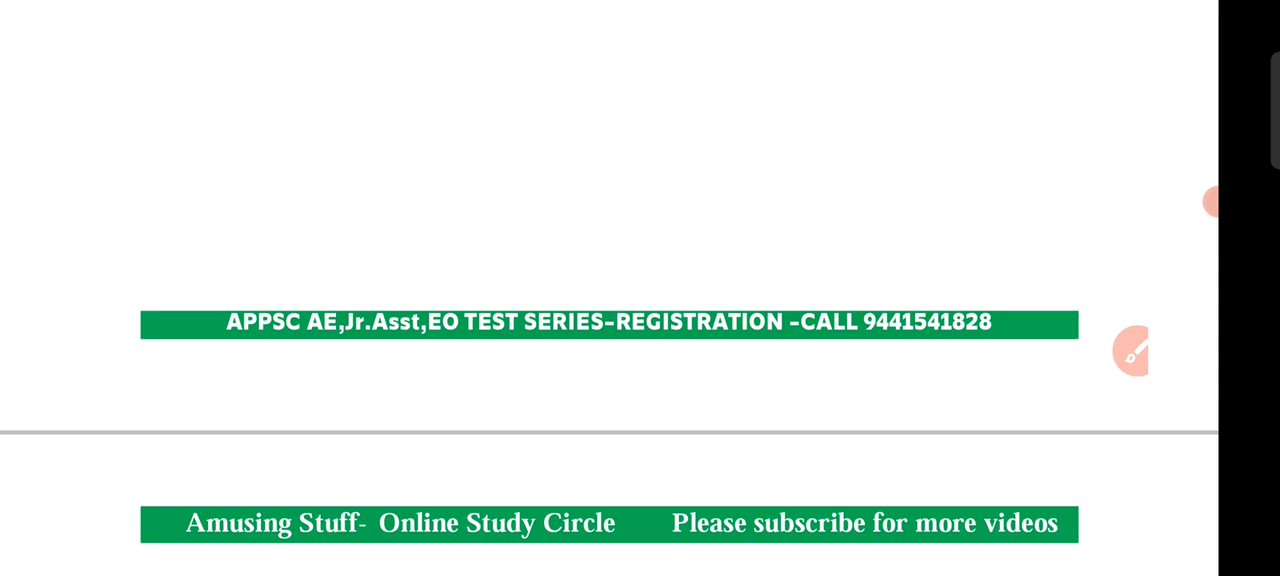 APPSC AE,Jr.Asst,EO TEST SERIES-REGISTRATION -CALL 9441541828
Amusing Stuff- Online Study Circle Please subscribe for more videos